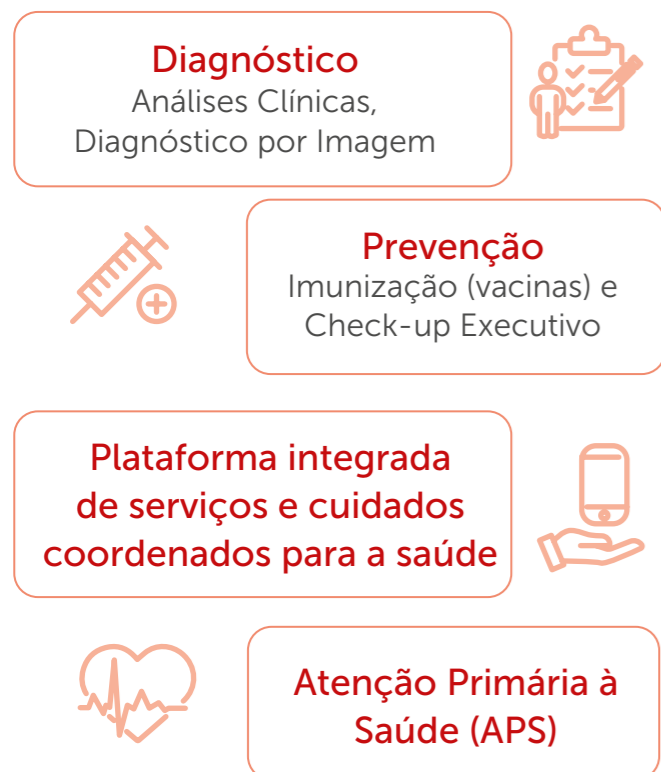 Diagnóstico
Análises Clínicas,
Diagnóstico por Imagem
Prevenção
Imunização (vacinas) e
Check-up Executivo
Plataforma integrada
de serviços e cuidados
coordenados para a saúde
Atenção Primária à
Saúde (APS)